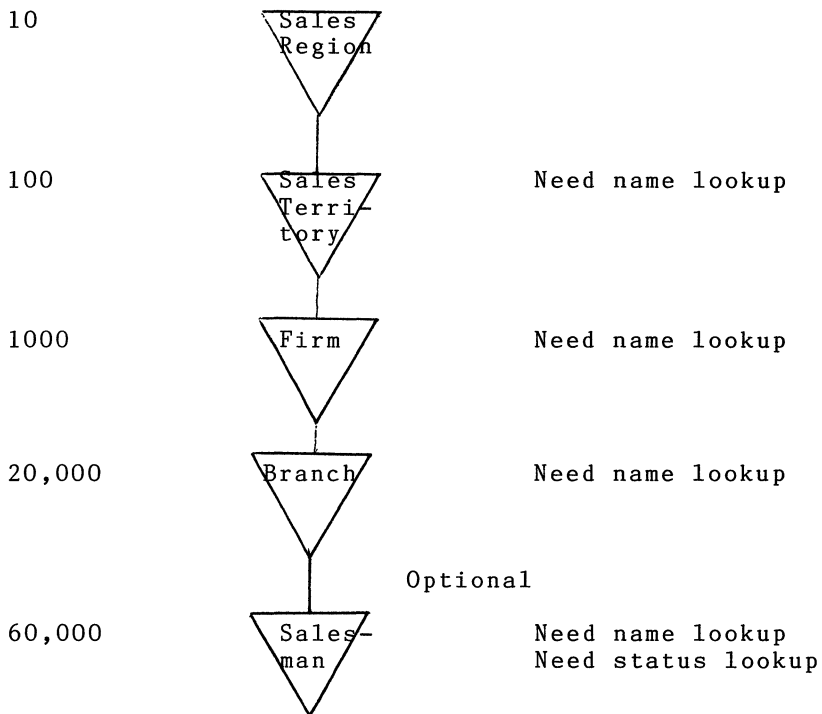 10 Sales
Region
100 Sales Need name lookup
Terri-
tory
1000 Firm Need name lookup
20,000 Branch Need name lookup
Optional
60,000 Sales- Need name lookup
man Need status lookup